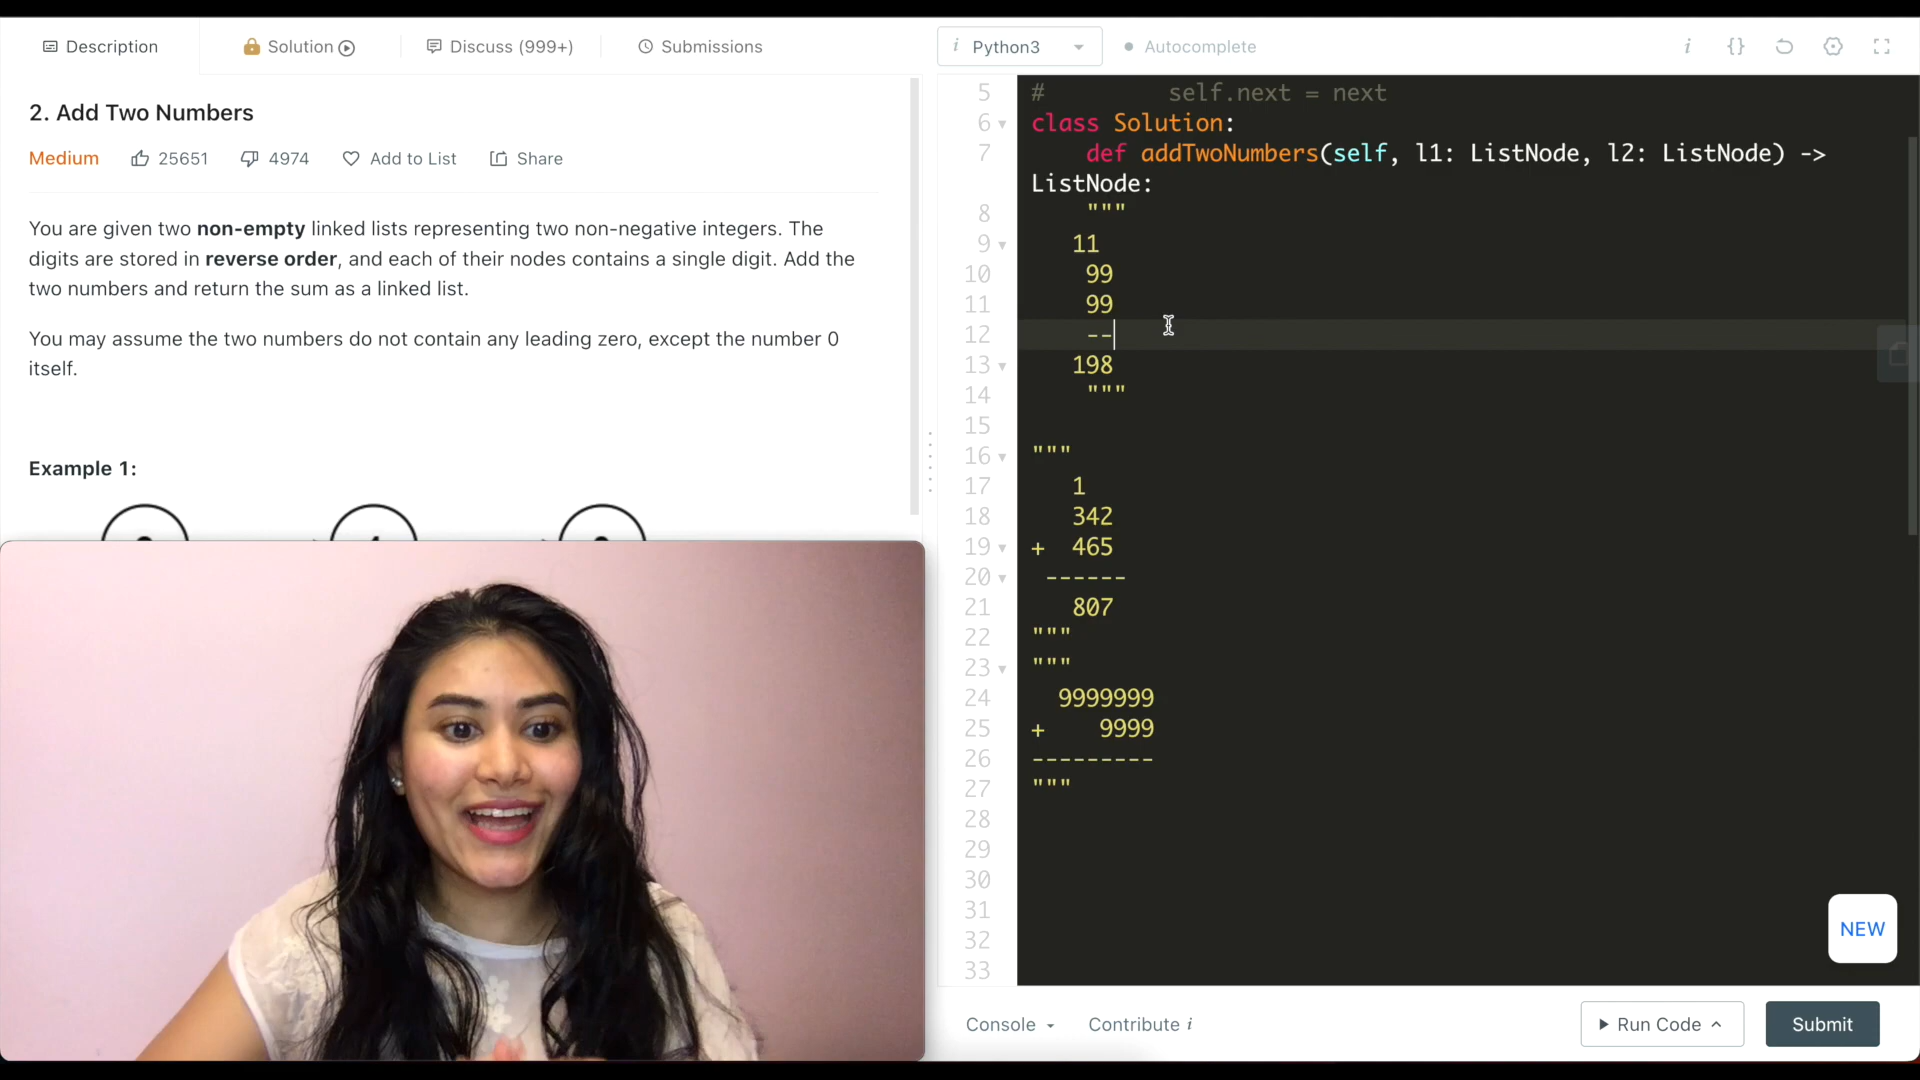 Description
Solution
Discuss (999+)
Submissions
2. Add Two Numbers
Medium
25651
4974
Add to List
Share
You are given two non-empty linked lists representing two non-negative integers. The
digits are stored in reverse order, and each of their nodes contains a single digit. Add the
two numbers and return the sum as a linked list.
You may assume the two numbers do not contain any leading zero, except the number 0
itself.
Example 1:
i Python3
Autocomplete
i {}
5 # self.next = next
6 class Solution:
7 def addTwoNumbers(self, l1: ListNode, l2: ListNode) ->
ListNode:
8 """
9 11
10 99
11 99
12 --
13 198
14 """
15
16 """
17 1
18 342
19 + 465
20 ------
21 807
22 """
23 """
24 9999999
25 + 9999
26 ---------
27 """
28
29
30
31
32
33
NEW
Console
Contribute i
Run Code
Submit